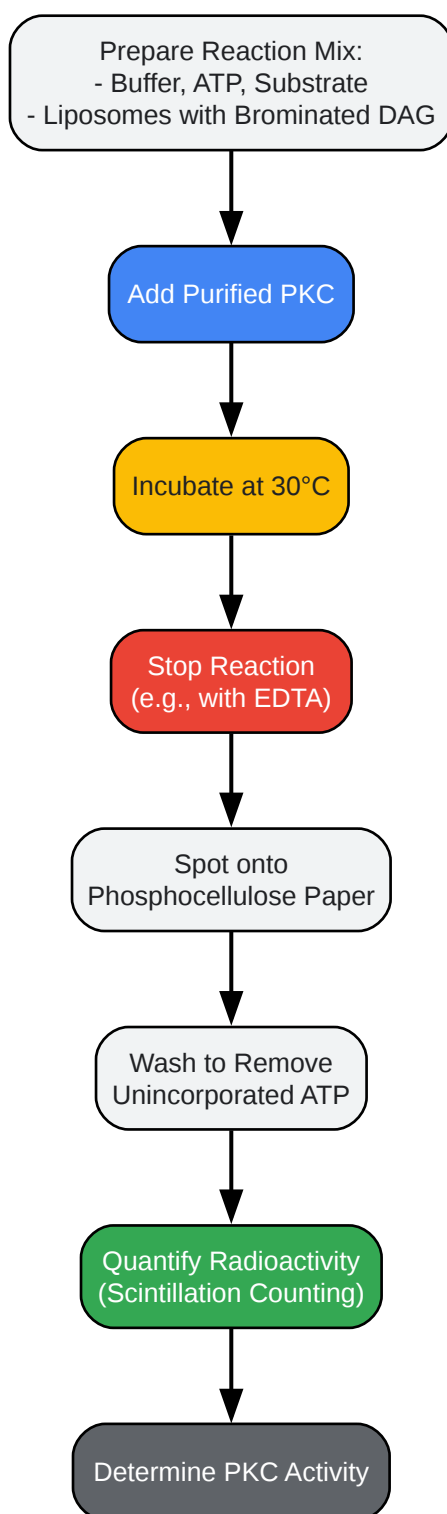 Prepare Reaction Mix:
- Buffer, ATP, Substrate
- Liposomes with Brominated DAG
Add Purified PKC
Incubate at 30°C
Stop Reaction
(e.g., with EDTA)
Spot onto
Phosphocellulose Paper
Wash to Remove
Unincorporated ATP
Quantify Radioactivity
(Scintillation Counting)
Determine PKC Activity